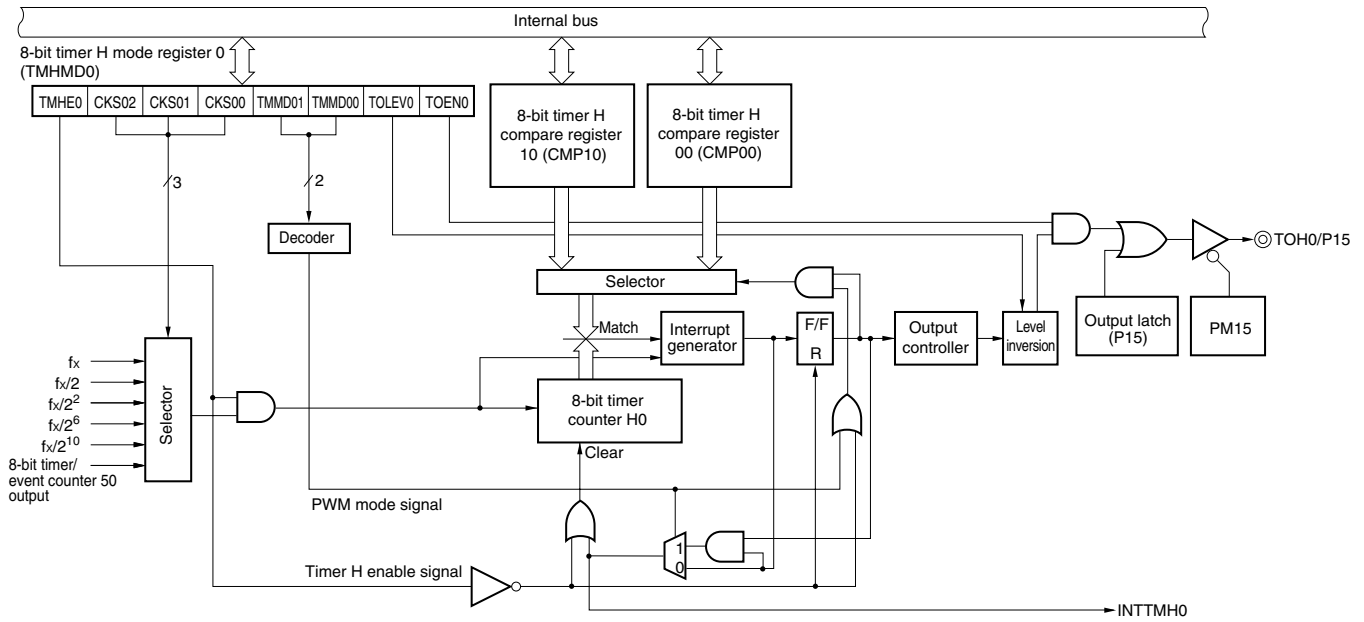 Internal bus
8-bit timer H mode register 0
(TMHMD0)
TMHE0 CKS02 CKS01 CKS00 TMMD01 TMMD00 TOLEV0 TOEN0
8-bit timer H
compare register
10 (CMP10)
8-bit timer H
compare register
00 (CMP00)
3
2
Decoder
TOH0/P15
Selector
Match
Interrupt
generator
F/F
R
Output
controller
Level
inversion
Output latch
(P15)
PM15
fx
fx/2
fx/2²
fx/2⁶
fx/2¹⁰
8-bit timer/
event counter 50
output
Selector
8-bit timer
counter H0
Clear
PWM mode signal
1
0
Timer H enable signal
INTTMH0